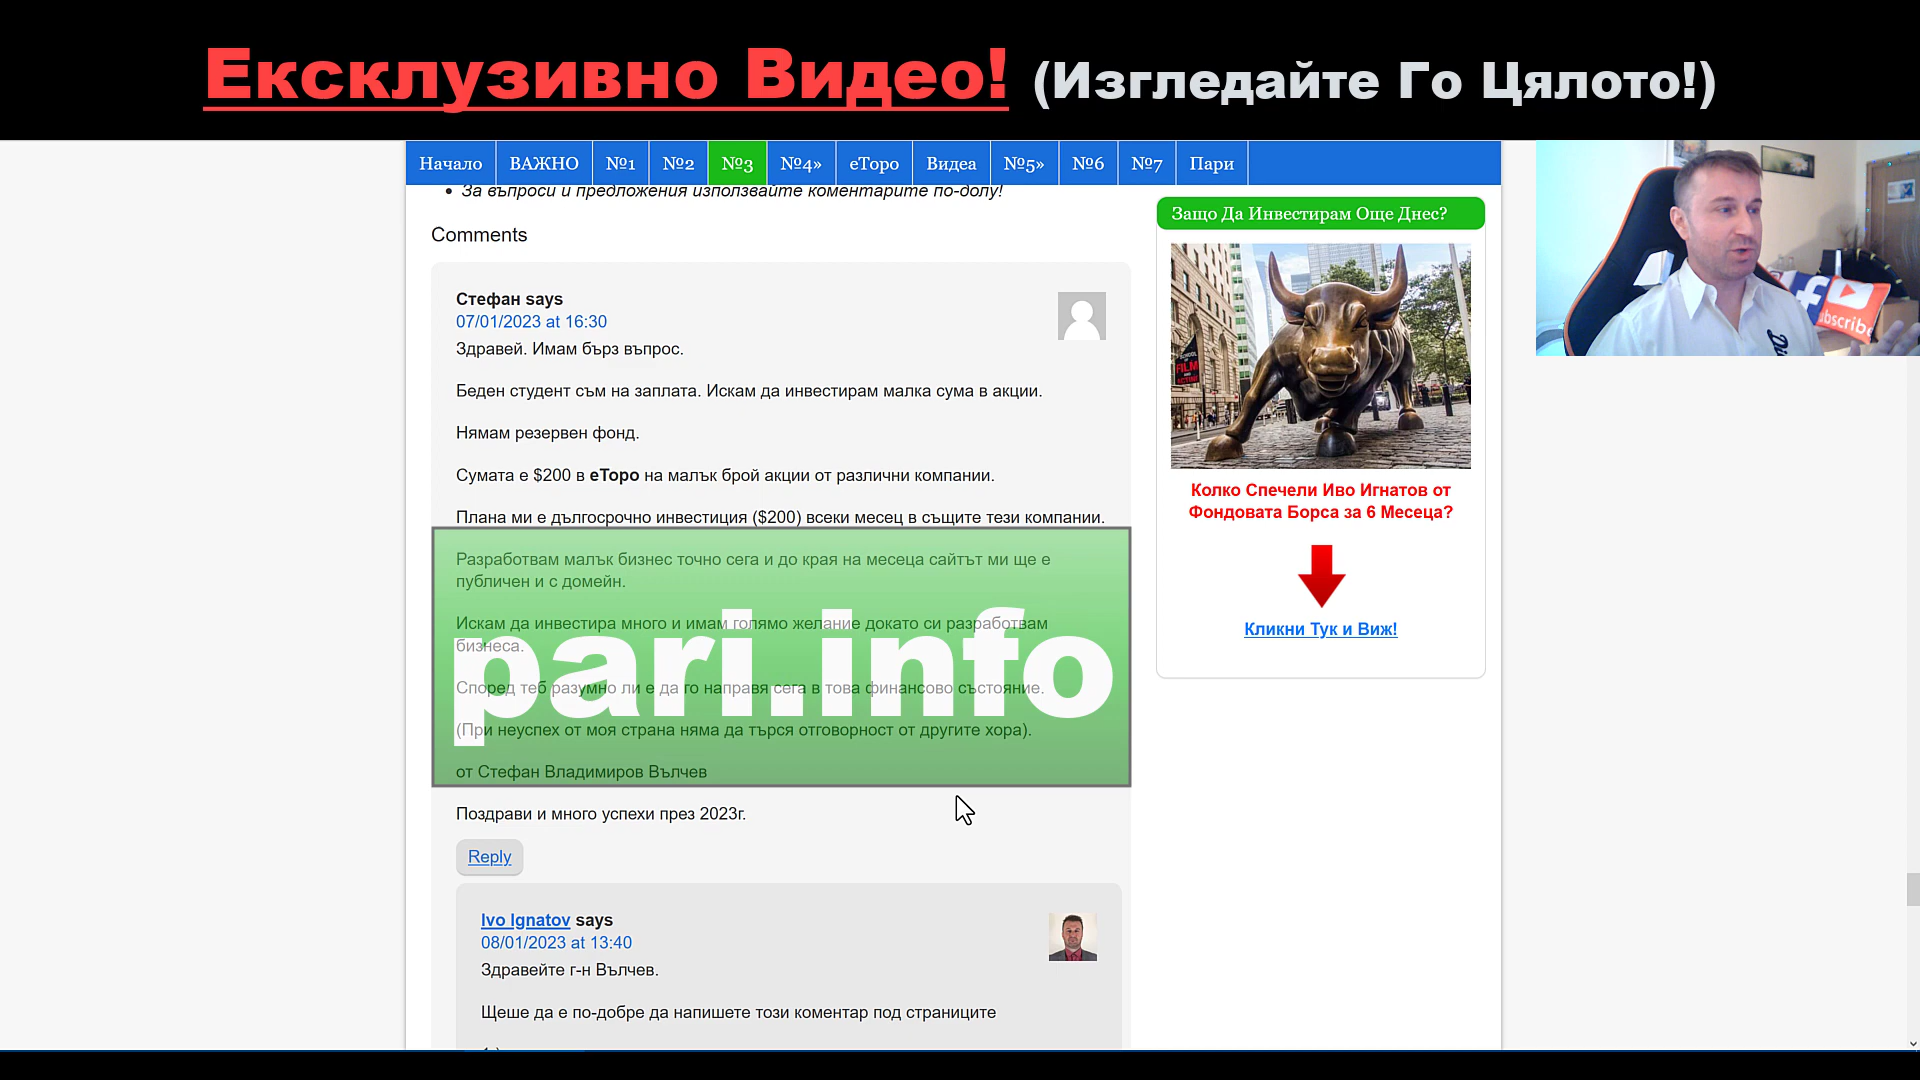 Ексклузивно Видео! (Изгледайте Го Цялото!)
Начало ВАЖНО №1 №2 №3 №4» еТоро Видеа №5» №6 №7 Пари
• За въпроси и предложения използвайте коментарите по-долу!
Comments
Стефан says
07/01/2023 at 16:30
Здравей. Имам бърз въпрос.
Беден студент съм на заплата. Искам да инвестирам малка сума в акции.
Нямам резервен фонд.
Сумата е $200 в еТоро на малък брой акции от различни компании.
Плана ми е дългосрочно инвестиция ($200) всеки месец в същите тези компании.
Разработвам малък бизнес точно сега и до края на месеца сайтът ми ще е
публичен и с домейн.
Искам да инвестира много и имам голямо желание докато си разработвам
бизнеса.
Според теб разумно ли е да го направя сега в това финансово състояние.
(При неуспех от моя страна няма да търся отговорност от другите хора).
от Стефан Владимиров Вълчев
pari.info
Поздрави и много успехи през 2023г.
Reply
Ivo Ignatov says
08/01/2023 at 13:40
Здравейте г-н Вълчев.
Щеше да е по-добре да напишете този коментар под страниците
Защо Да Инвестирам Още Днес?
SCHOOL
FILM
Колко Спечели Иво Игнатов от
Фондовата Борса за 6 Месеца?
Кликни Тук и Виж!
f
ubscribe